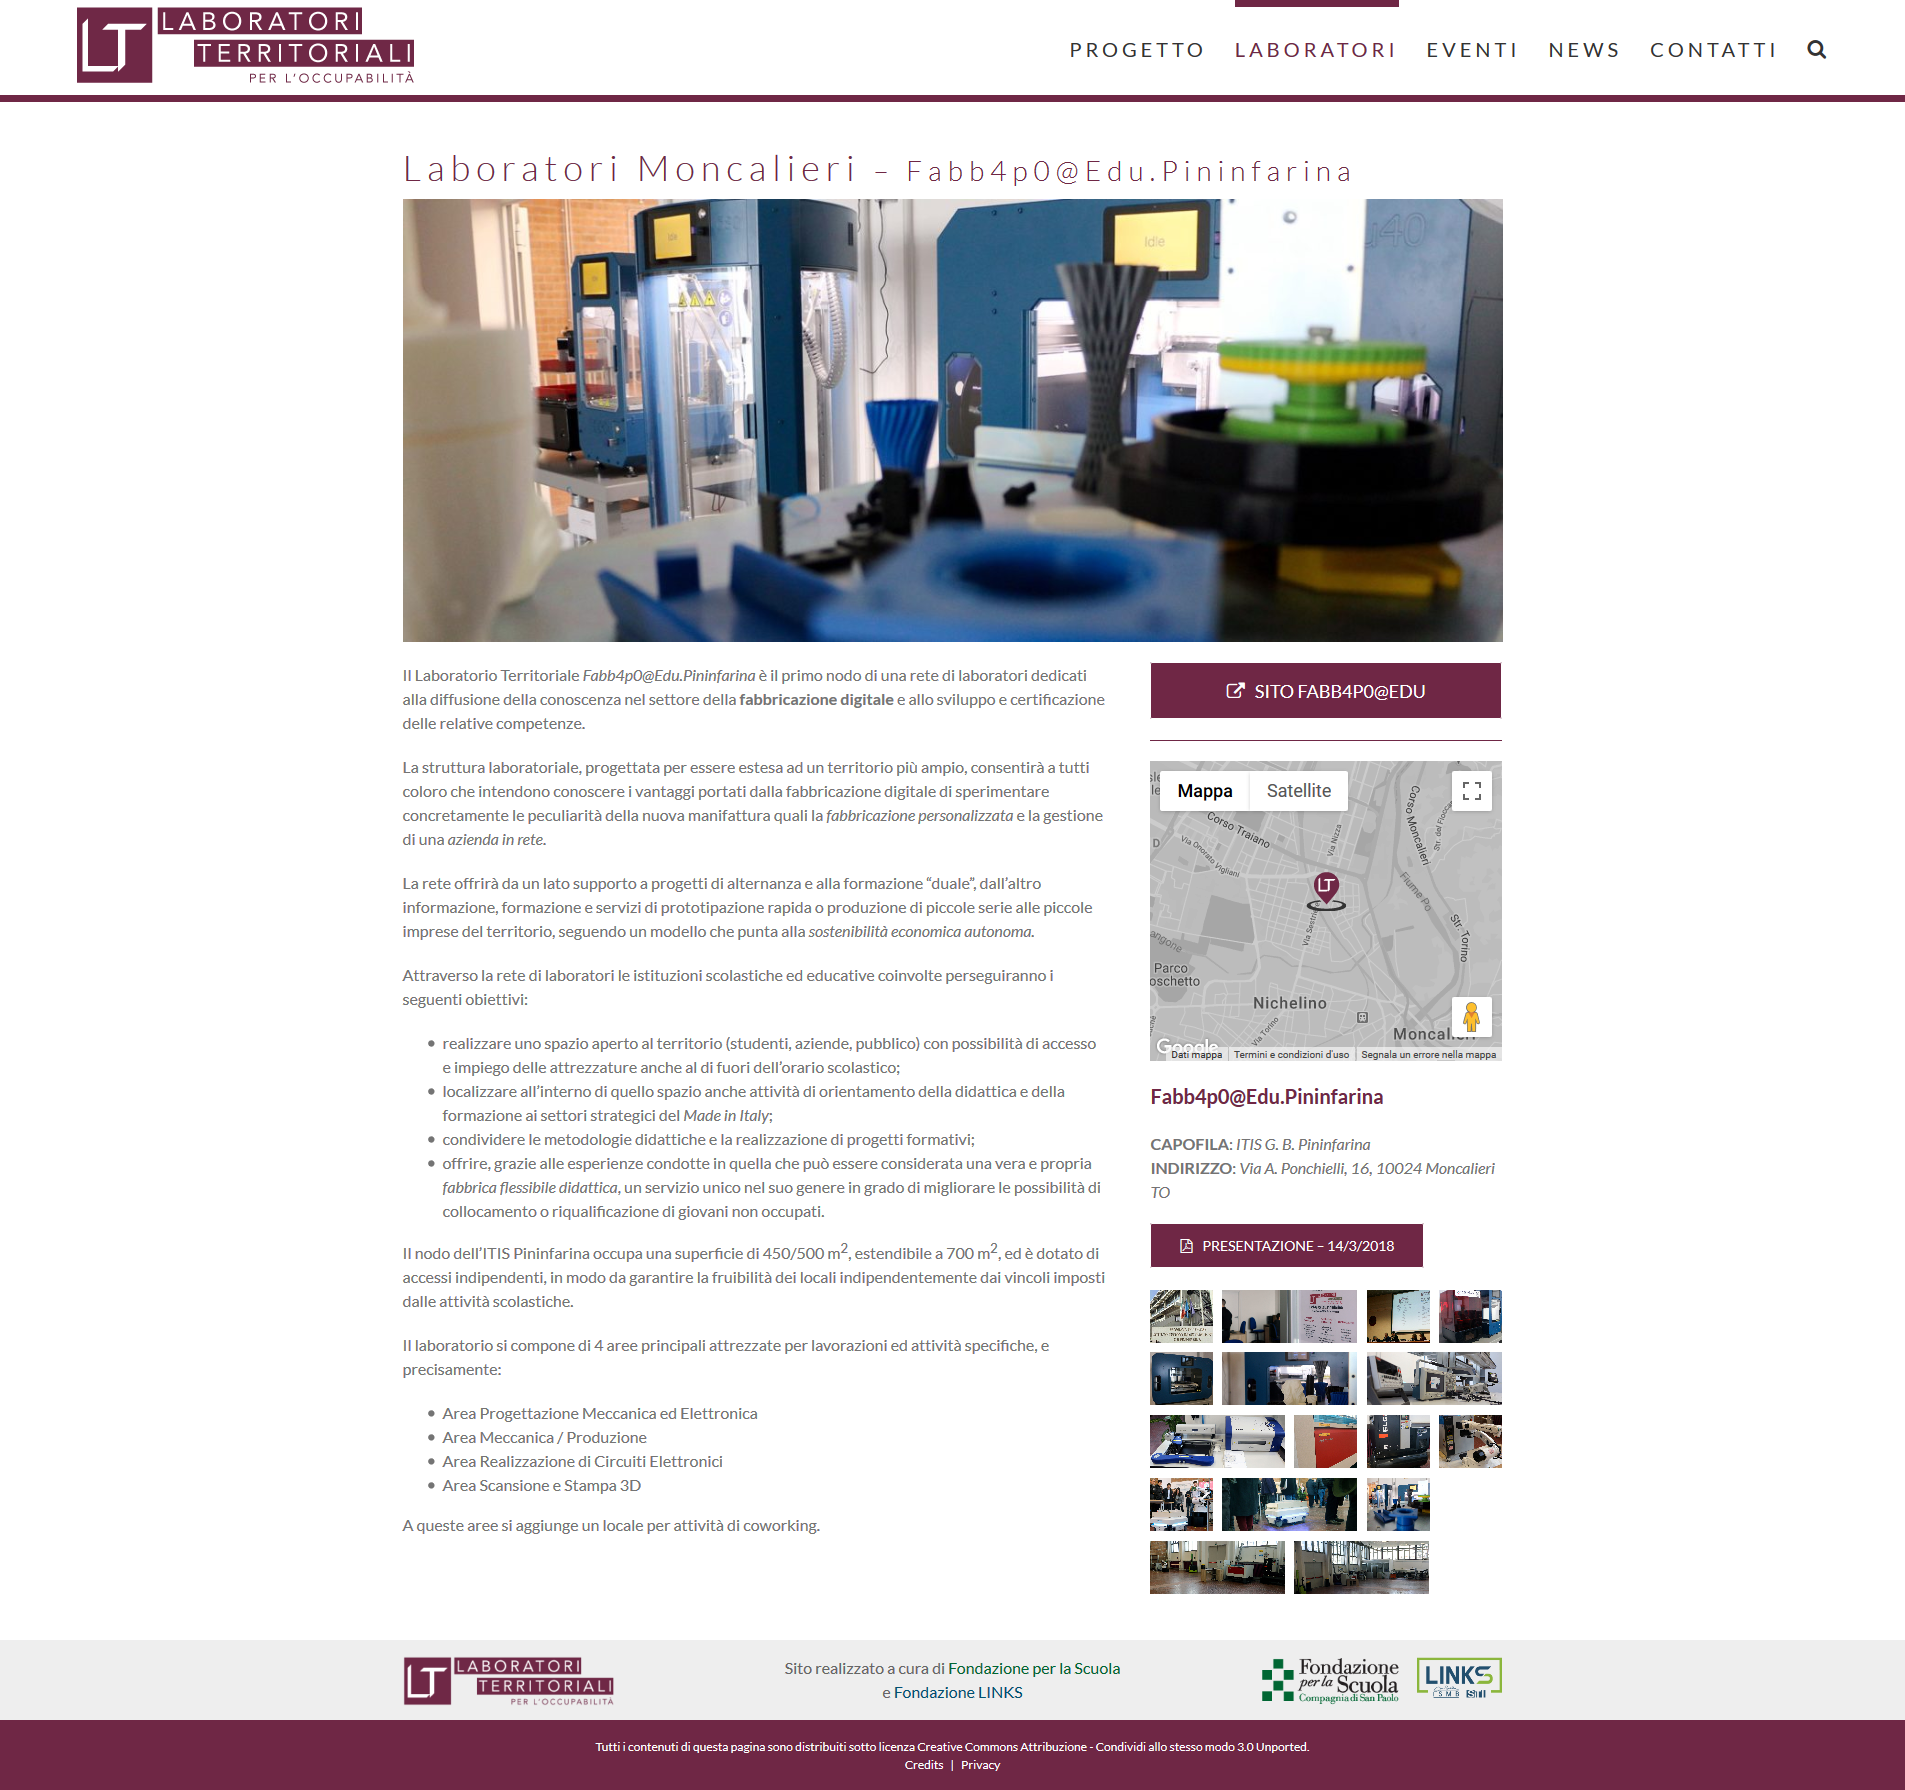 LT LABORATORI
TERRITORIALI
PER L'OCCUPABILITÀ
PROGETTO LABORATORI EVENTI NEWS CONTATTI
Laboratori Moncalieri – Fabb4p0@Edu.Pininfarina
Idle
Idle
Il Laboratorio Territoriale Fabb4p0@Edu.Pininfarina è il primo nodo di una rete di laboratori dedicati
alla diffusione della conoscenza nel settore della fabbricazione digitale e allo sviluppo e certificazione
delle relative competenze.
La struttura laboratoriale, progettata per essere estesa ad un territorio più ampio, consentirà a tutti
coloro che intendono conoscere i vantaggi portati dalla fabbricazione digitale di sperimentare
concretamente le peculiarità della nuova manifattura quali la fabbricazione personalizzata e la gestione
di una azienda in rete.
La rete offrirà da un lato supporto a progetti di alternanza e alla formazione “duale”, dall’altro
informazione, formazione e servizi di prototipazione rapida o produzione di piccole serie alle piccole
imprese del territorio, seguendo un modello che punta alla sostenibilità economica autonoma.
Attraverso la rete di laboratori le istituzioni scolastiche ed educative coinvolte perseguiranno i
seguenti obiettivi:
• realizzare uno spazio aperto al territorio (studenti, aziende, pubblico) con possibilità di accesso
e impiego delle attrezzature anche al di fuori dell’orario scolastico;
• localizzare all’interno di quello spazio anche attività di orientamento della didattica e della
formazione ai settori strategici del Made in Italy;
• condividere le metodologie didattiche e la realizzazione di progetti formativi;
• offrire, grazie alle esperienze condotte in quella che può essere considerata una vera e propria
fabbrica flessibile didattica, un servizio unico nel suo genere in grado di migliorare le possibilità di
collocamento o riqualificazione di giovani non occupati.
Il nodo dell’ITIS Pininfarina occupa una superficie di 450/500 m², estendibile a 700 m², ed è dotato di
accessi indipendenti, in modo da garantire la fruibilità dei locali indipendentemente dai vincoli imposti
dalle attività scolastiche.
Il laboratorio si compone di 4 aree principali attrezzate per lavorazioni ed attività specifiche, e
precisamente:
• Area Progettazione Meccanica ed Elettronica
• Area Meccanica / Produzione
• Area Realizzazione di Circuiti Elettronici
• Area Scansione e Stampa 3D
A queste aree si aggiunge un locale per attività di coworking.
SITO FABB4P0@EDU
Mappa Satellite
Corso Traiano
Via Onorato Vigliani
Via Nizza
Corso Moncalieri
Str. del
Fiume Po
LT
Via Sestriere
Str. Torino
Parco
Nichelino
Via Torino
Google
Dati mappa Termini e condizioni d'uso Segnala un errore nella mappa
Fabb4p0@Edu.Pininfarina
CAPOFILA: ITIS G. B. Pininfarina
INDIRIZZO: Via A. Ponchielli, 16, 10024 Moncalieri
TO
PRESENTAZIONE – 14/3/2018
LT LABORATORI
TERRITORIALI
PER L'OCCUPABILITÀ
Sito realizzato a cura di Fondazione per la Scuola
e Fondazione LINKS
Fondazione
per la
Scuola
Compagnia di San Paolo
LINKS
Tutti i contenuti di questa pagina sono distribuiti sotto licenza Creative Commons Attribuzione - Condividi allo stesso modo 3.0 Unported.
Credits | Privacy